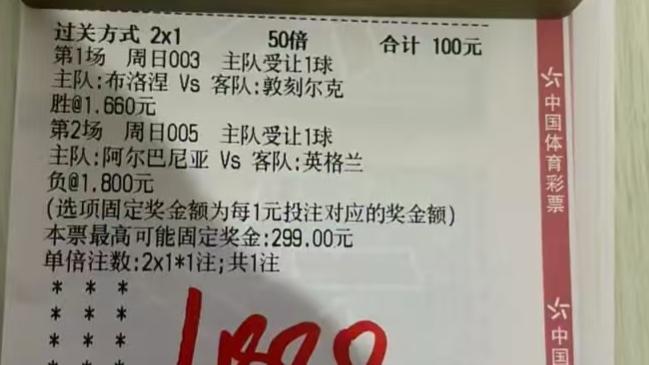 过关方式 2x1 50倍 合计 100元
第1场 周日003 主队受让1球
主队:布洛涅 Vs 客队:敦刻尔克
胜@1.660元
第2场 周日005 主队受让1球
主队:阿尔巴尼亚 Vs 客队:英格兰
负@1.800元
(选项固定奖金额为每1元投注对应的奖金额)
本票最高可能固定奖金:299.00元
单倍注数:2x1*1注;共1注
* * *
* * *
* * *
* * *
中国体育彩票
中国